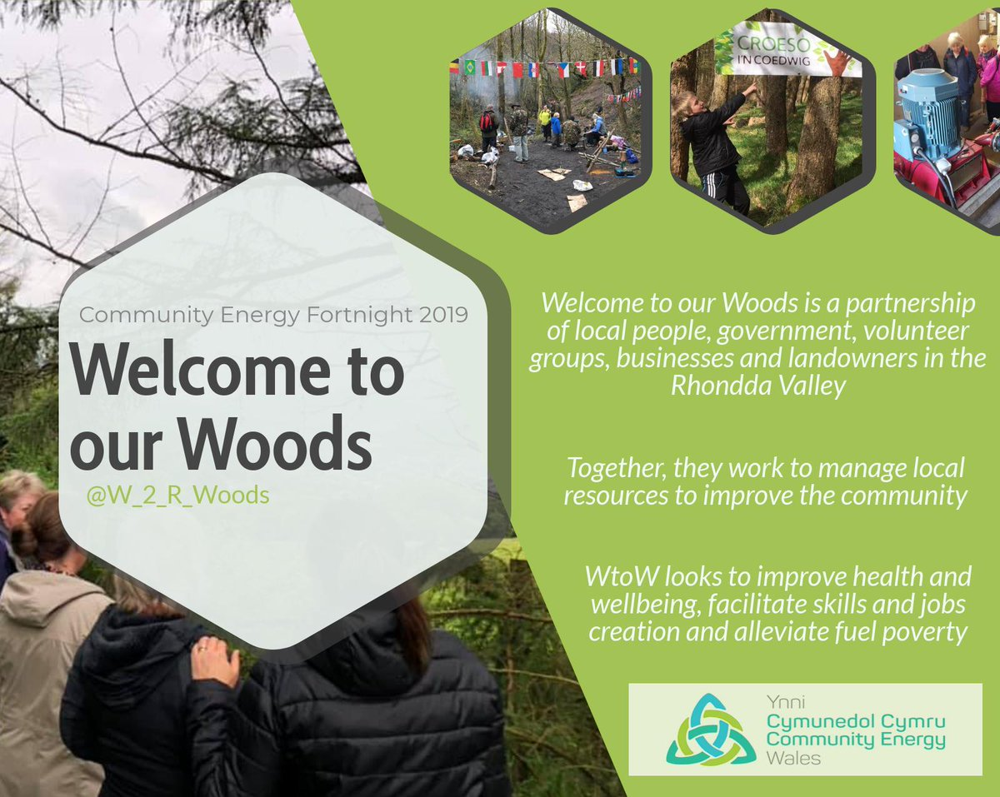 CROESO
I'N COEDWIG
Community Energy Fortnight 2019
Welcome to
our Woods
@W_2_R_Woods
Welcome to our Woods is a partnership
of local people, government, volunteer
groups, businesses and landowners in the
Rhondda Valley
Together, they work to manage local
resources to improve the community
WtoW looks to improve health and
wellbeing, facilitate skills and jobs
creation and alleviate fuel poverty
Ynni
Cymunedol Cymru
Community Energy
Wales